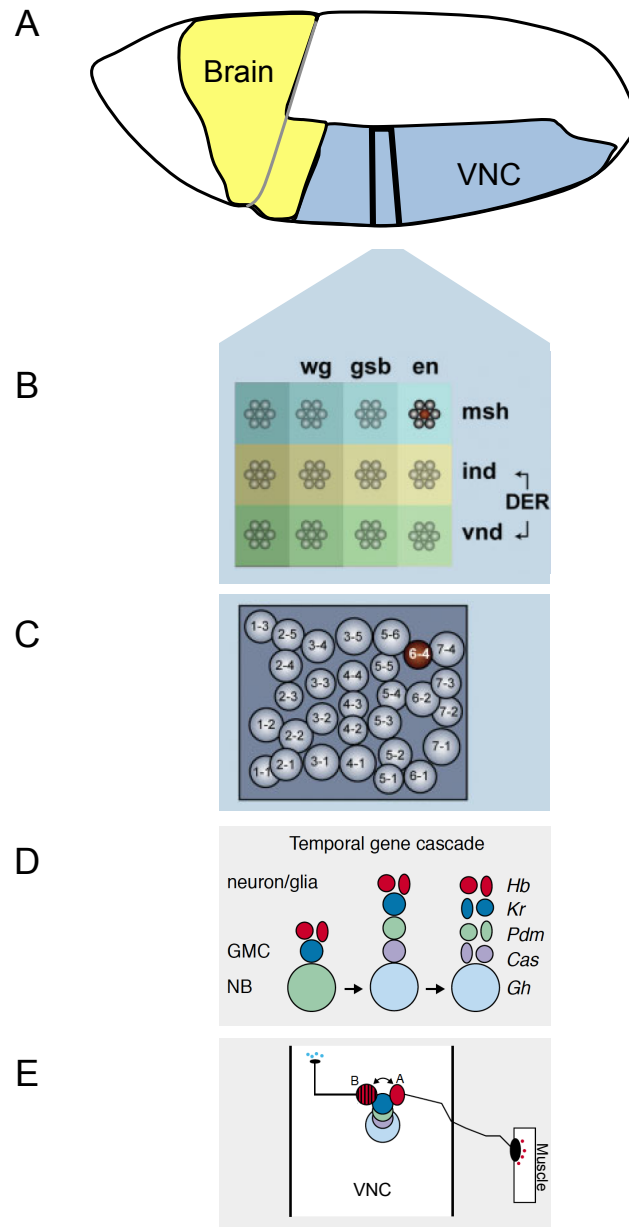 A
Brain
VNC
B
wg gsb en
msh
ind
DER
vnd
C
1-3 2-5 3-4 3-5 5-6 6-4 7-4
2-4 3-3 4-4 5-5 7-3
2-3 4-3 5-4 6-2 7-2
1-2 2-2 3-2 4-2 5-3
7-1
1-1 2-1 3-1 4-1 5-2 5-1 6-1
D
Temporal gene cascade
neuron/glia Hb
Kr
Pdm
GMC Cas
NB Gh
E
B A
VNC
Muscle